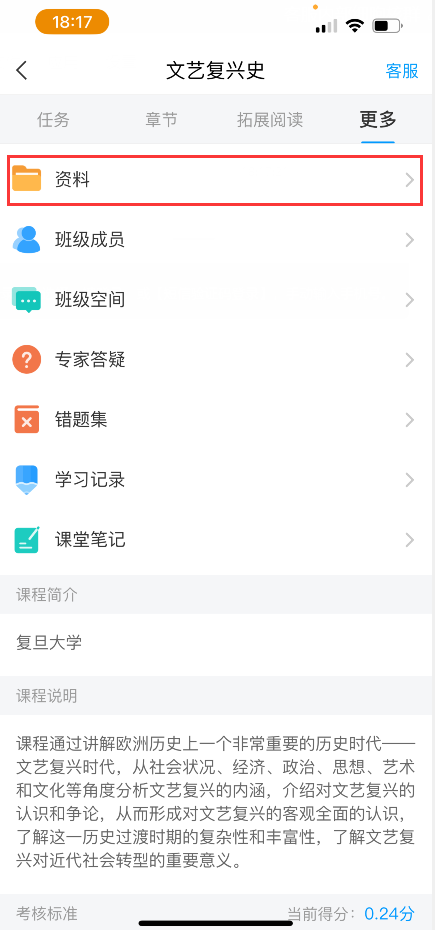 18:17
文艺复兴史
客服
任务
章节
拓展阅读
更多
资料
班级成员
班级空间
专家答疑
错题集
学习记录
课堂笔记
课程简介
复旦大学
课程说明
课程通过讲解欧洲历史上一个非常重要的历史时代——
文艺复兴时代，从社会状况、经济、政治、思想、艺术
和文化等角度分析文艺复兴的内涵，介绍对文艺复兴的
认识和争论，从而形成对文艺复兴的客观全面的认识，
了解这一历史过渡时期的复杂性和丰富性，了解文艺复
兴对近代社会转型的重要意义。
考核标准
当前得分：0.24分